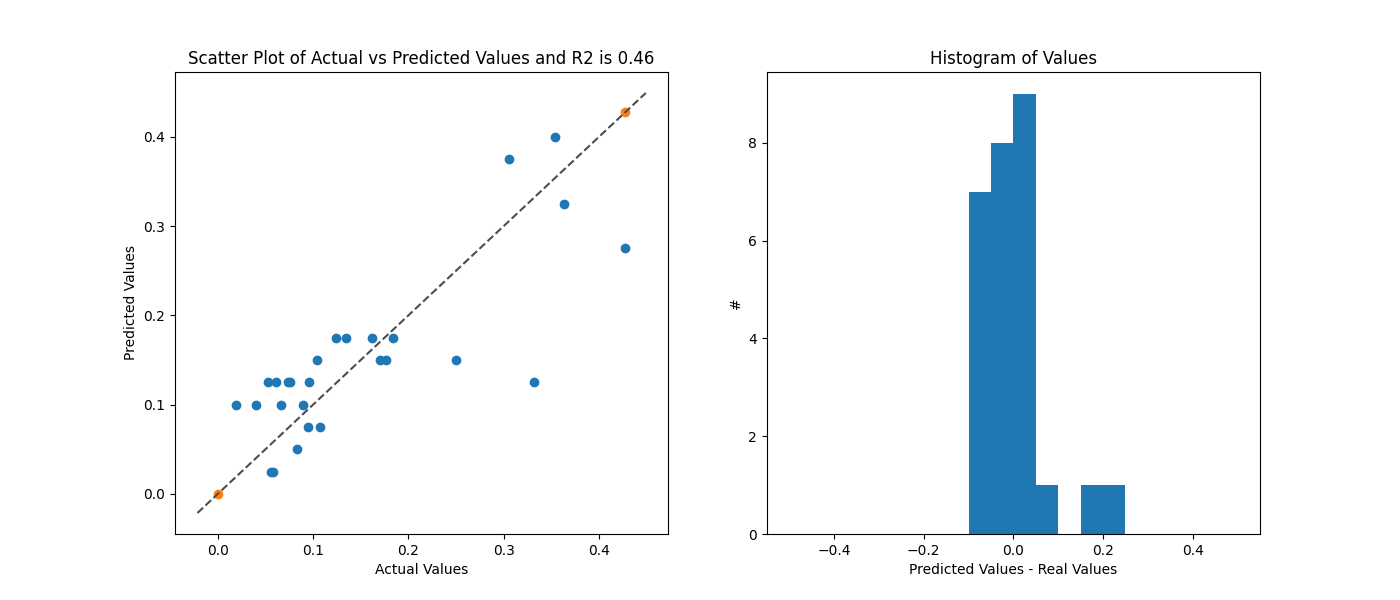 Scatter Plot of Actual vs Predicted Values and R2 is 0.46
Predicted Values
0.4
0.3
0.2
0.1
0.0
0.0 0.1 0.2 0.3 0.4
Actual Values
Histogram of Values
#
8
6
4
2
0
−0.4 −0.2 0.0 0.2 0.4
Predicted Values - Real Values